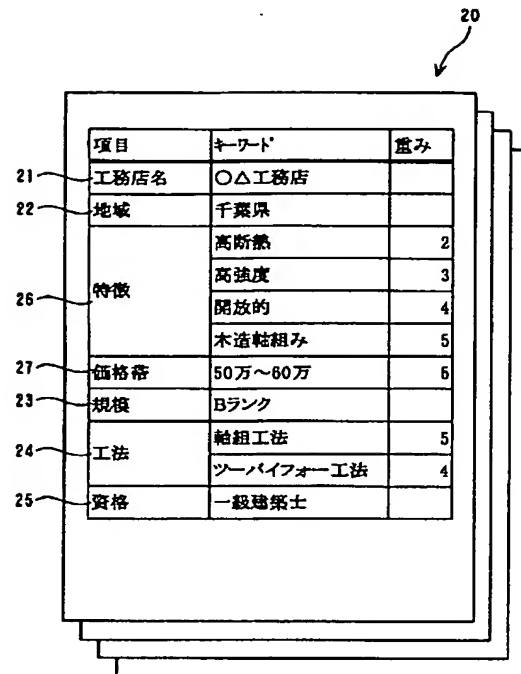 20
項目 キーワード 重み
21 工務店名 〇△工務店
22 地域 千葉県
高断熱 2
高強度 3
26 特徴
開放的 4
木造軸組み 5
27 価格帯 50万～60万 5
23 規模 Bランク
軸組工法 5
24 工法
ツーバイフォー工法 4
25 資格 一級建築士